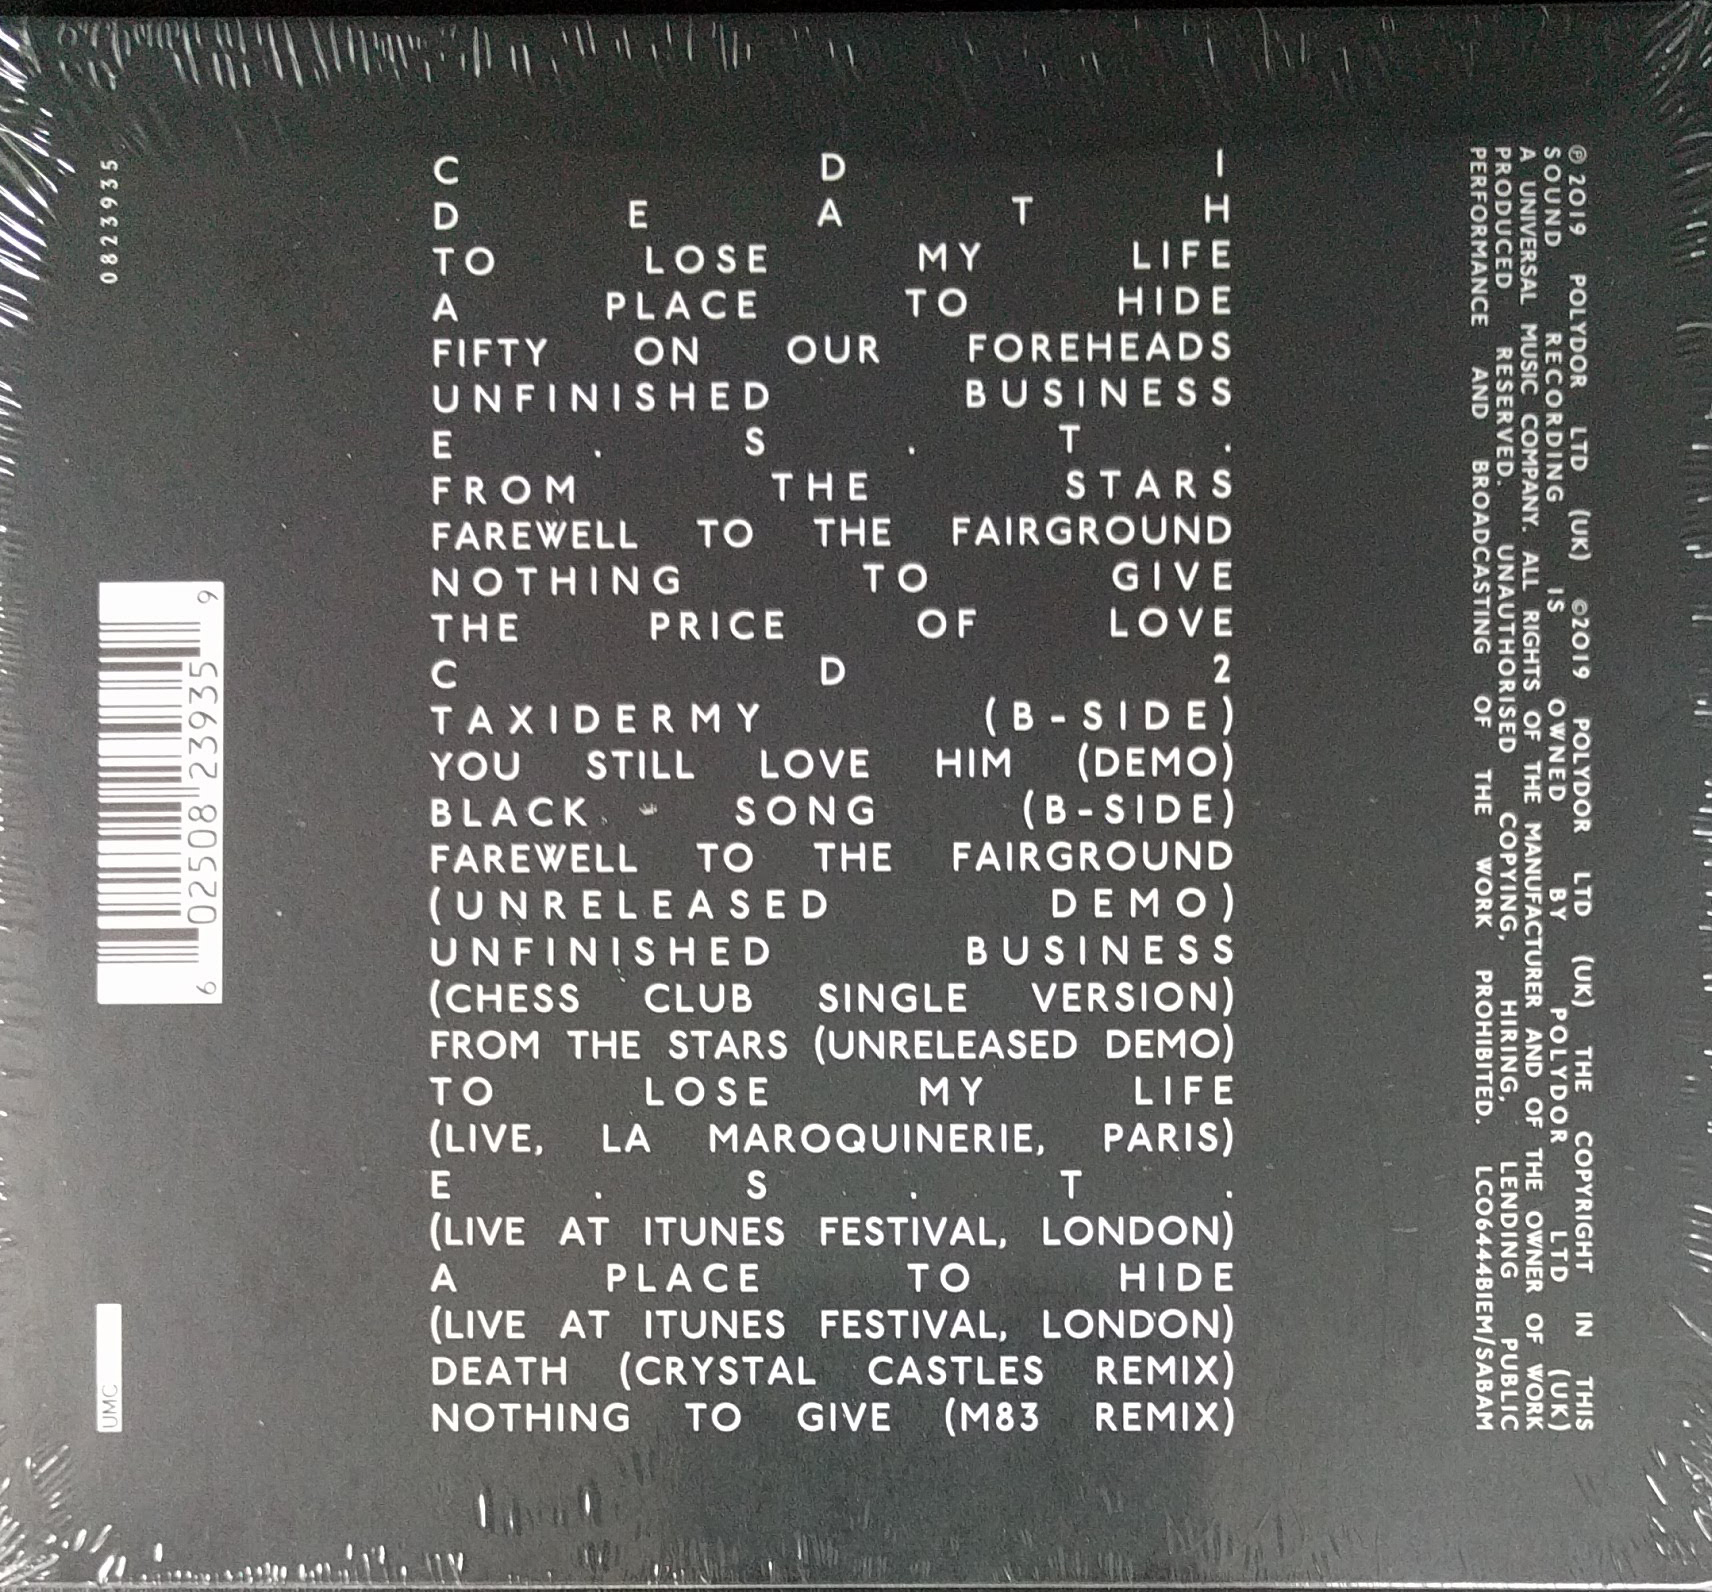 CD1
DEATH
TO LOSE MY LIFE
A PLACE TO HIDE
FIFTY ON OUR FOREHEADS
UNFINISHED BUSINESS
E.S.T.
FROM THE STARS
FAREWELL TO THE FAIRGROUND
NOTHING TO GIVE
THE PRICE OF LOVE
CD2
TAXIDERMY (B-SIDE)
YOU STILL LOVE HIM (DEMO)
BLACK SONG (B-SIDE)
FAREWELL TO THE FAIRGROUND
(UNRELEASED DEMO)
UNFINISHED BUSINESS
(CHESS CLUB SINGLE VERSION)
FROM THE STARS (UNRELEASED DEMO)
TO LOSE MY LIFE
(LIVE, LA MAROQUINERIE, PARIS)
E.S.T.
(LIVE AT ITUNES FESTIVAL, LONDON)
A PLACE TO HIDE
(LIVE AT ITUNES FESTIVAL, LONDON)
DEATH (CRYSTAL CASTLES REMIX)
NOTHING TO GIVE (M83 REMIX)
℗ 2019 POLYDOR LTD (UK) ©2019 POLYDOR LTD (UK) THE COPYRIGHT IN THIS
SOUND RECORDING IS OWNED BY POLYDOR LTD (UK)
A UNIVERSAL MUSIC COMPANY. ALL RIGHTS OF THE MANUFACTURER AND OF THE OWNER OF WORK
PRODUCED RESERVED. UNAUTHORISED COPYING, HIRING, LENDING PUBLIC
PERFORMANCE AND BROADCASTING OF THE WORK PROHIBITED. LC06444BIEM/SABAM
08239 35
6 02508 23935 9
UMC